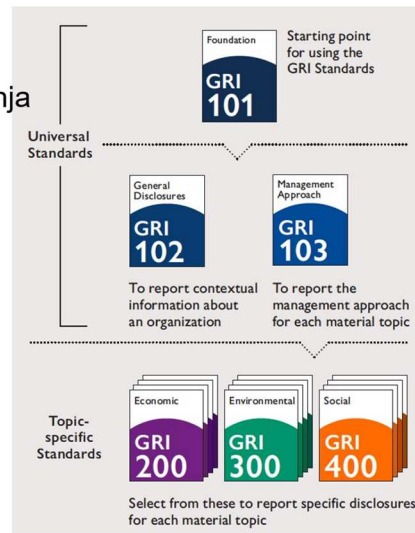 Foundation
GRI
101
Starting point
for using the
GRI Standards
nja
Universal
Standards
General
Disclosures
GRI
102
Management
Approach
GRI
103
To report contextual
information about
an organization
To report the
management approach
for each material topic
Topic-
specific
Standards
Economic
GRI
200
Environmental
GRI
300
Social
GRI
400
Select from these to report specific disclosures
for each material topic